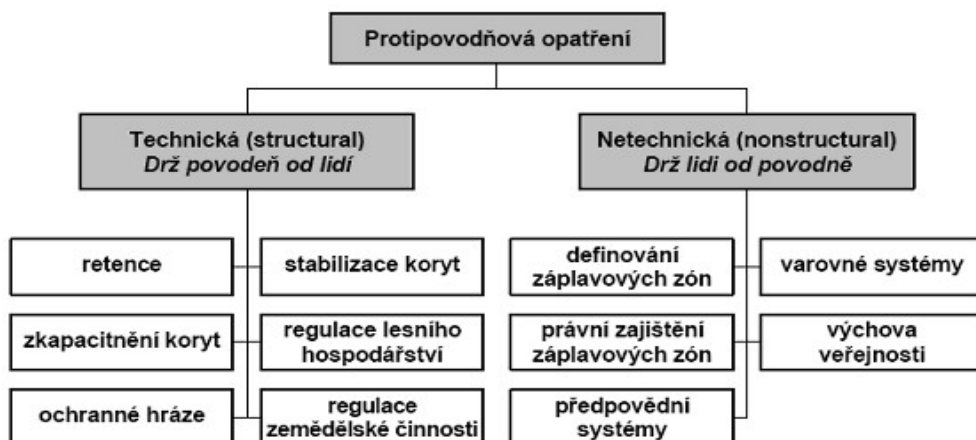 Protipovodňová opatření
Technická (structural)
Drž povodeň od lidí
Netechnická (nonstructural)
Drž lidi od povodně
retence
stabilizace koryt
zkapacitnění koryt
regulace lesního
hospodářství
ochranné hráze
regulace
zemědělské činnosti
definování
záplavových zón
varovné systémy
právní zajištění
záplavových zón
výchova
veřejnosti
předpovědní
systémy